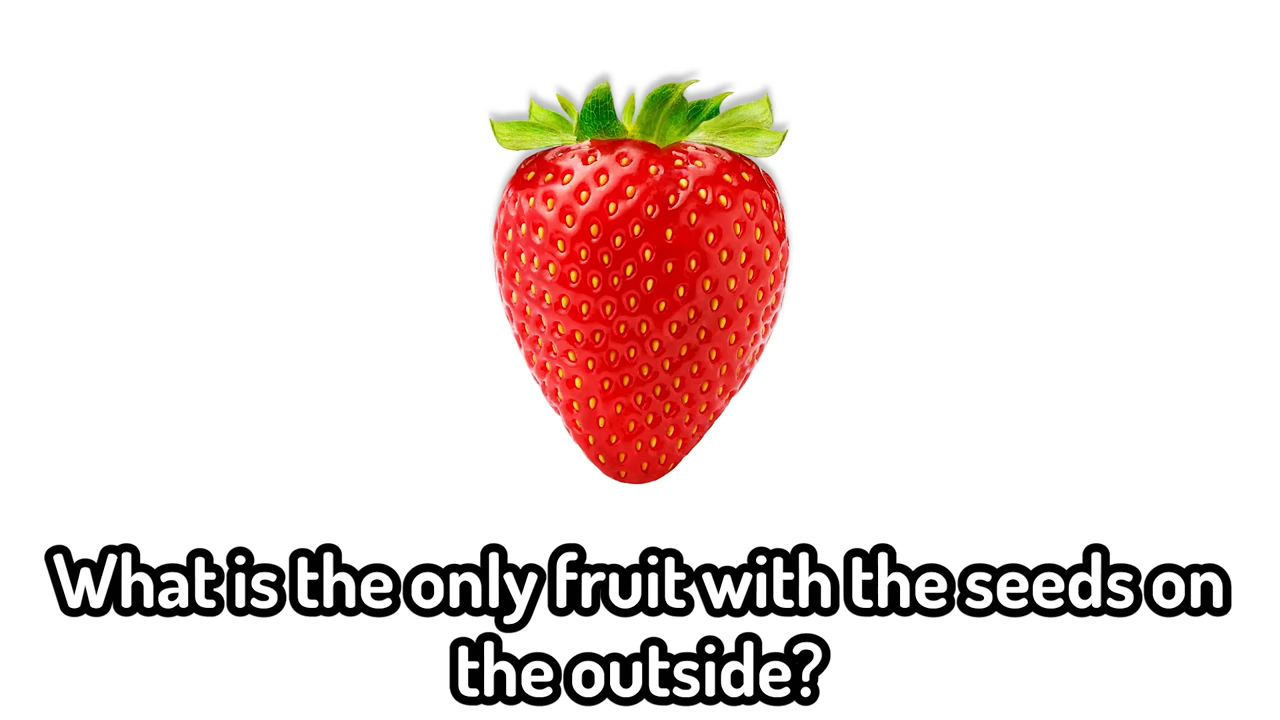 What is the only fruit with the seeds on
the outside?